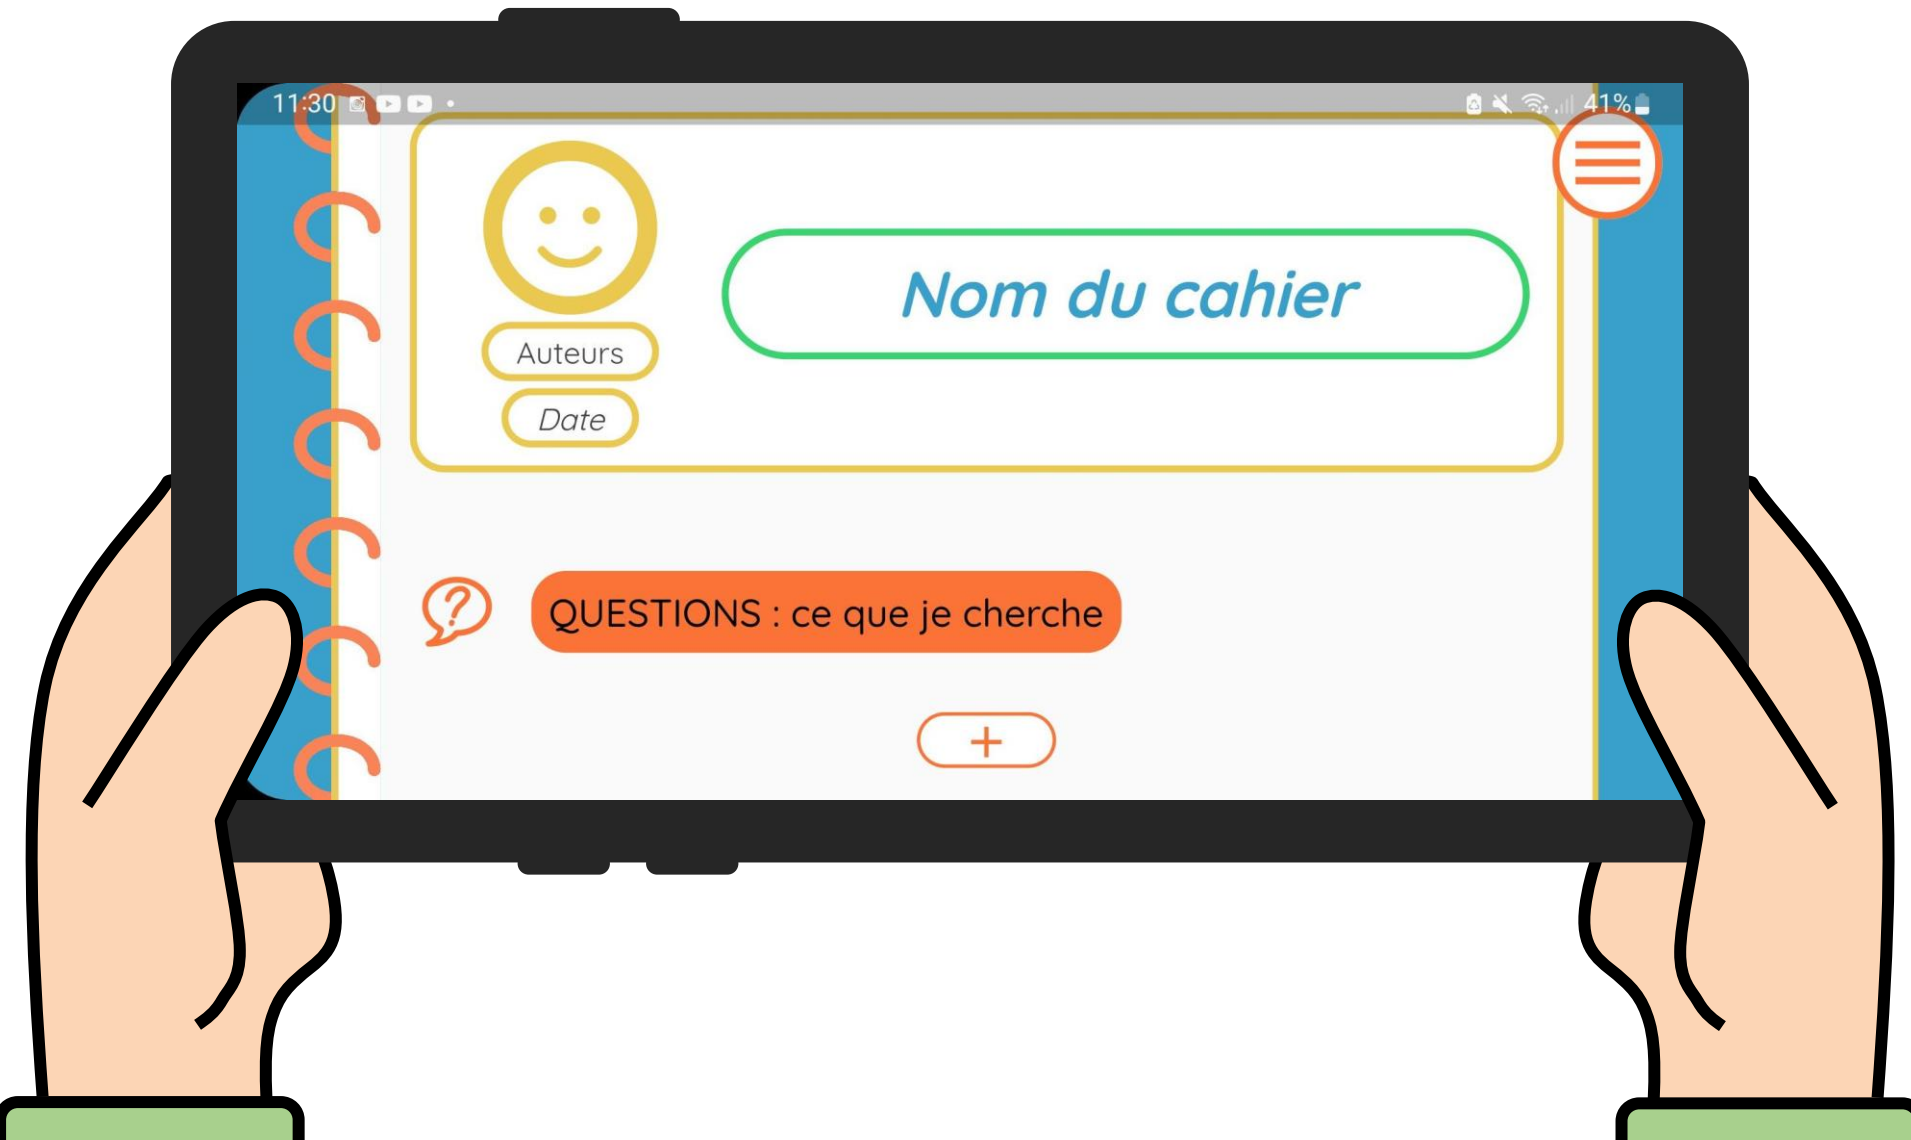 11:30
41%
Nom du cahier
Auteurs
Date
?
QUESTIONS : ce que je cherche
+